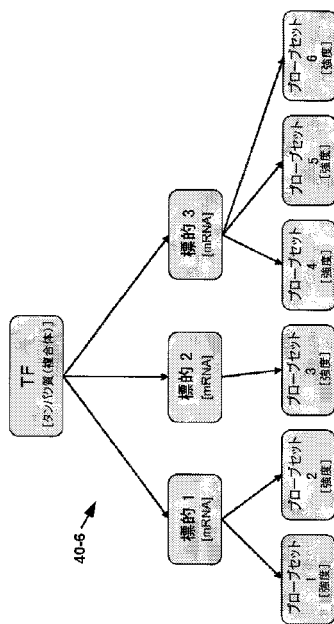 40-6
TF
[タンパク質(複合体)]
標的 1
[mRNA]
標的 2
[mRNA]
標的 3
[mRNA]
プローブセット
1
[強度]
プローブセット
2
[強度]
プローブセット
3
[強度]
プローブセット
4
[強度]
プローブセット
5
[強度]
プローブセット
6
[強度]